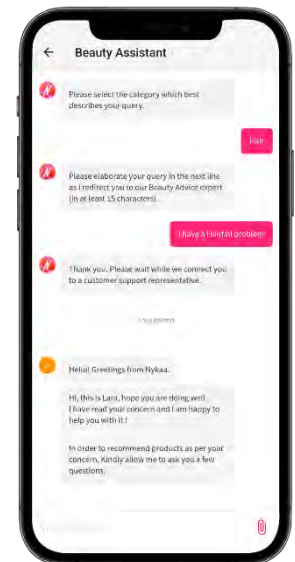 Beauty Assistant
Please select the category which best
describes your query.
Hair
Please elaborate your query in the next line
as I redirect you to our Beauty Advice expert
(in at least 15 characters)
I have a Hairfall problem
Thank you. Please wait while we connect you
to a customer support representative.
joined
Hello! Greetings from Nykaa.
Hi, this is Lara, hope you are doing well.
I have read your concern and I am happy to
help you with it !
In order to recommend products as per your
concern, Kindly allow me to ask you a few
questions.